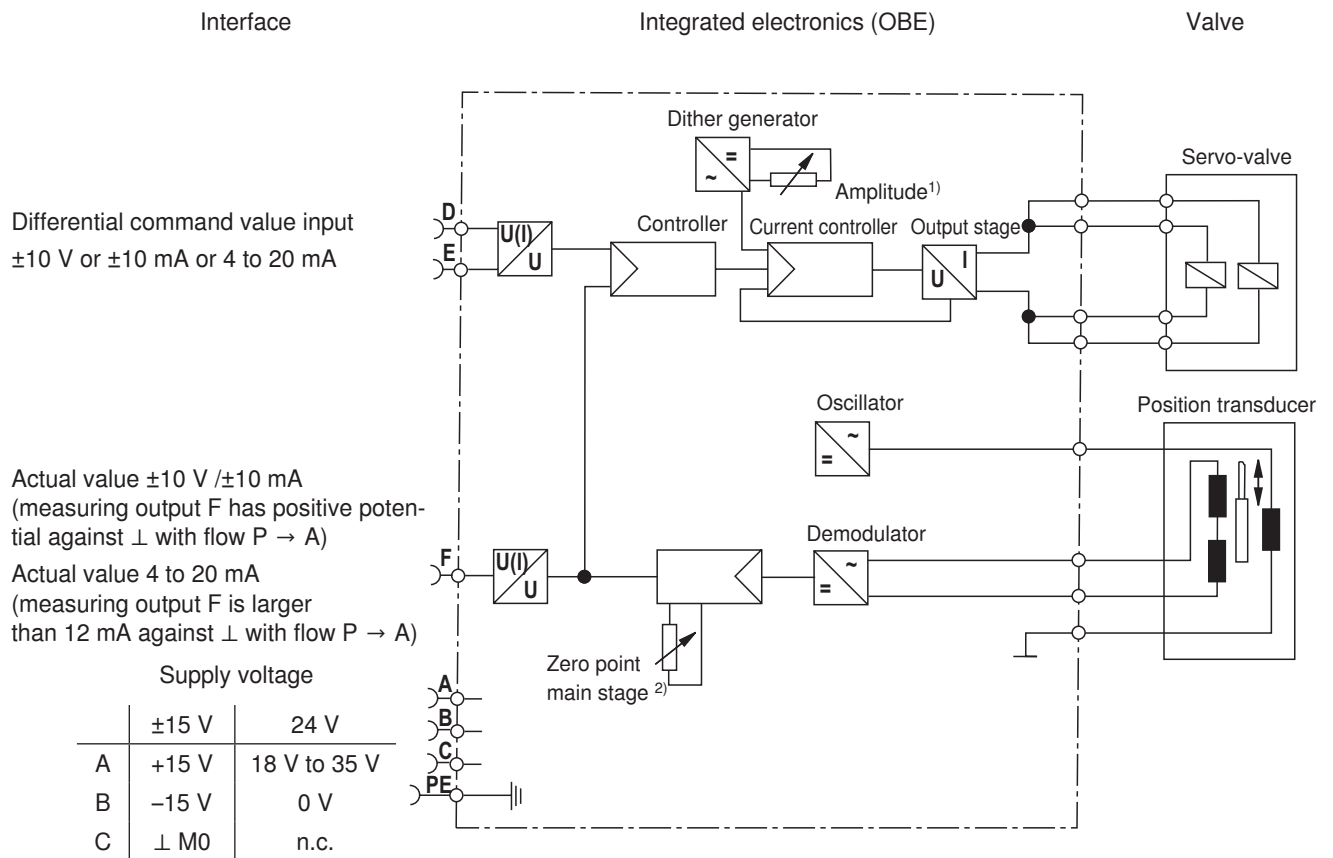 Interface
Integrated electronics (OBE)
Valve
Dither generator
=
~
Amplitude1)
Servo-valve
Differential command value input
±10 V or ±10 mA or 4 to 20 mA
D
E
U(I)
U
Controller
Current controller
Output stage
I
U
Oscillator
~
=
Position transducer
Actual value ±10 V /±10 mA
(measuring output F has positive poten-
tial against ⊥ with flow P → A)
Actual value 4 to 20 mA
(measuring output F is larger
than 12 mA against ⊥ with flow P → A)
F
U(I)
U
Demodulator
~
=
Zero point
main stage 2)
Supply voltage
±15 V 24 V
A +15 V 18 V to 35 V
B –15 V 0 V
C ⊥ M0 n.c.
A
B
C
PE